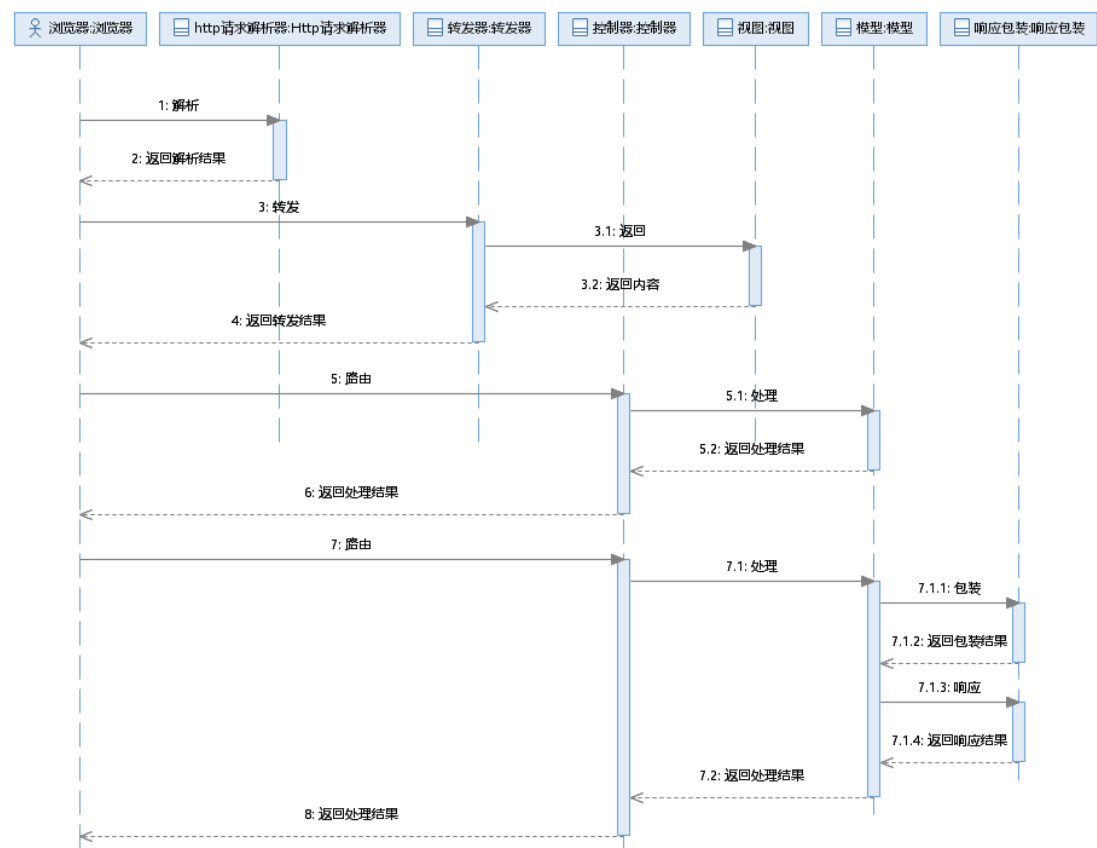 浏览器:浏览器
http请求解析器:Http请求解析器
转发器:转发器
控制器:控制器
视图:视图
模型:模型
响应包装:响应包装
1: 解析
2: 返回解析结果
3: 转发
3.1: 返回
3.2: 返回内容
4: 返回转发结果
5: 路由
5.1: 处理
5.2: 返回处理结果
6: 返回处理结果
7: 路由
7.1: 处理
7.1.1: 包装
7.1.2: 返回包装结果
7.1.3: 响应
7.1.4: 返回响应结果
7.2: 返回处理结果
8: 返回处理结果